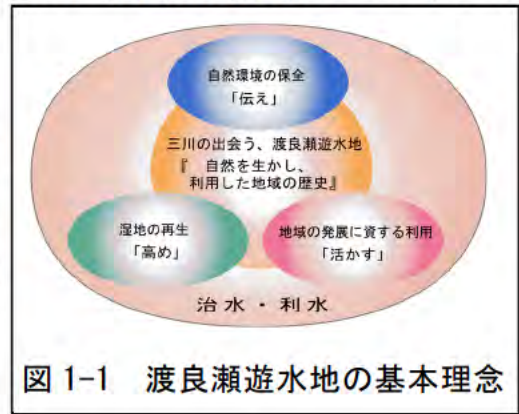 自然環境の保全
「伝え」
三川の出会う、渡良瀬遊水地
『 自然を生かし、
利用した地域の歴史』
湿地の再生
「高め」
地域の発展に資する利用
「活かす」
治水・利水
図 1-1 渡良瀬遊水地の基本理念